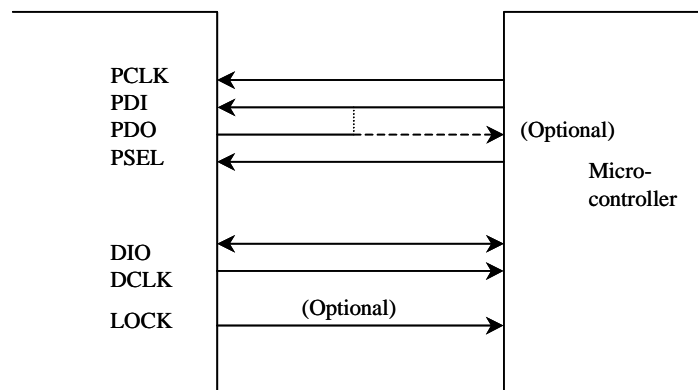 PCLK
PDI
PDO
(Optional)
PSEL
Micro-
controller
DIO
DCLK
(Optional)
LOCK